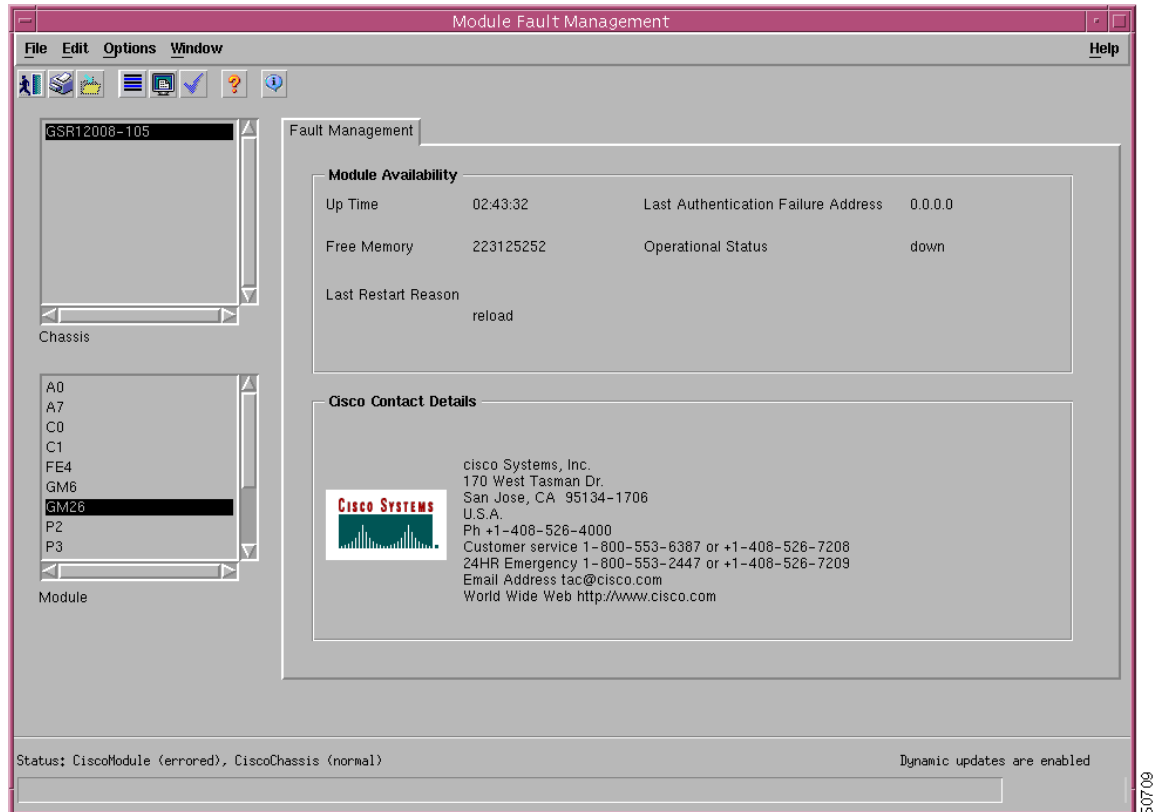 Module Fault Management
File Edit Options Window Help
GSR12008-105
Chassis
A0
A7
C0
C1
FE4
GM6
GM26
P2
P3
Module
Fault Management
Module Availability
Up Time 02:43:32 Last Authentication Failure Address 0.0.0.0
Free Memory 223125252 Operational Status down
Last Restart Reason
reload
Cisco Contact Details
CISCO SYSTEMS
cisco Systems, Inc.
170 West Tasman Dr.
San Jose, CA 95134-1706
U.S.A.
Ph +1-408-526-4000
Customer service 1-800-553-6387 or +1-408-526-7208
24HR Emergency 1-800-553-2447 or +1-408-526-7209
Email Address tac@cisco.com
World Wide Web http://www.cisco.com
Status: CiscoModule (errored), CiscoChassis (normal) Dynamic updates are enabled
50709